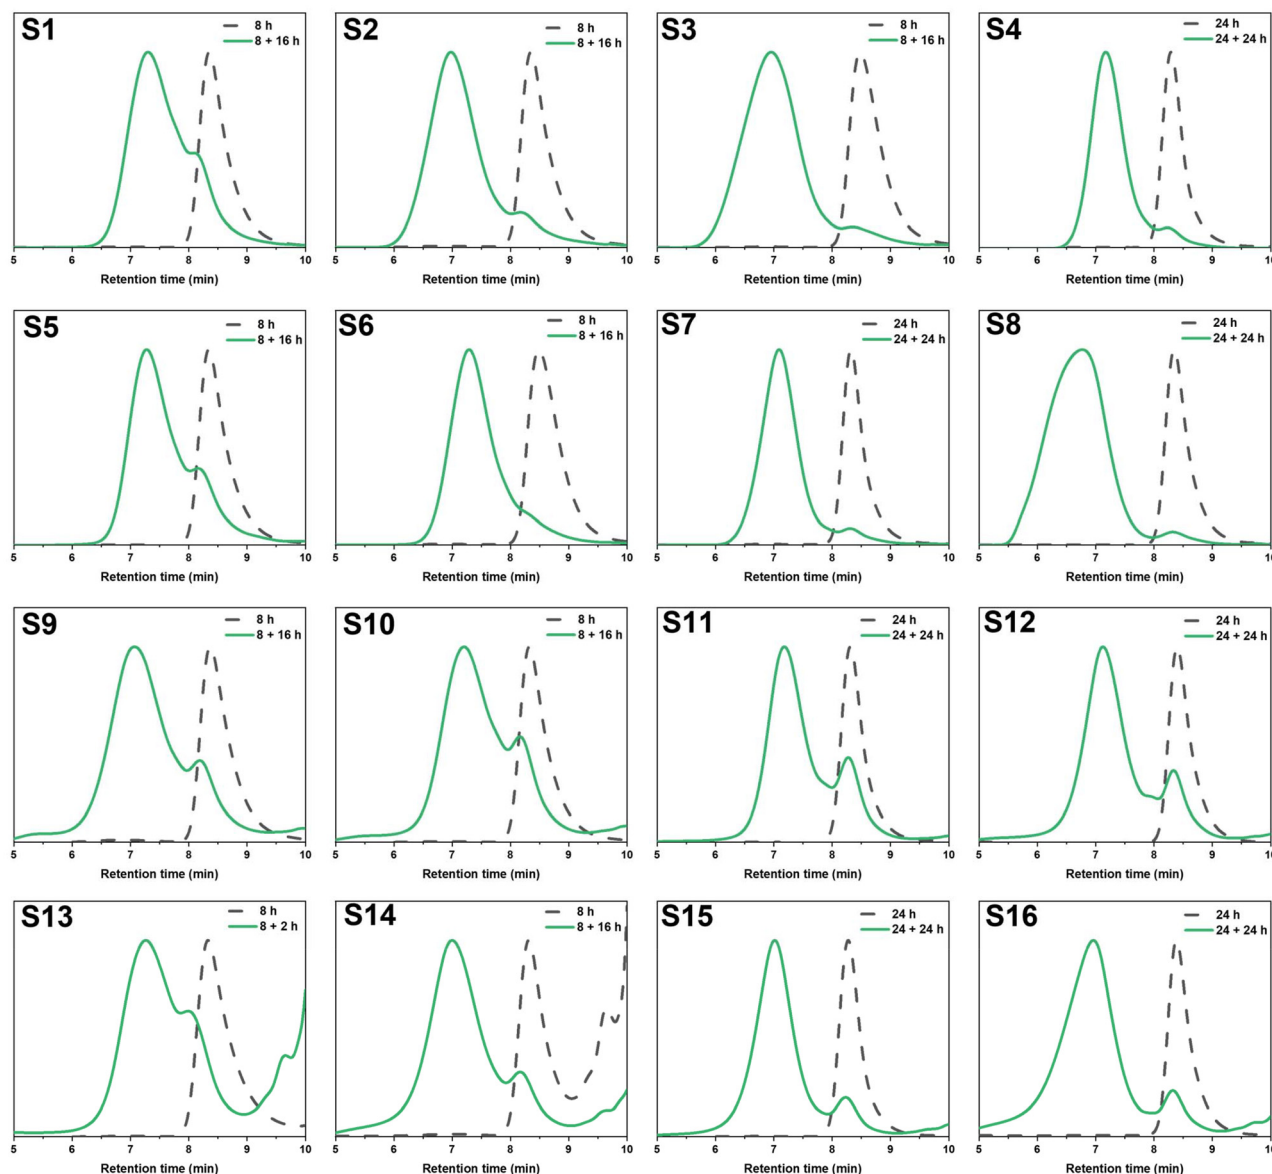 S1
8 h
8 + 16 h
5 6 7 8 9 10
Retention time (min)
S2
8 h
8 + 16 h
5 6 7 8 9 10
Retention time (min)
S3
8 h
8 + 16 h
5 6 7 8 9 10
Retention time (min)
S4
24 h
24 + 24 h
5 6 7 8 9 10
Retention time (min)
S5
8 h
8 + 16 h
5 6 7 8 9 10
Retention time (min)
S6
8 h
8 + 16 h
5 6 7 8 9 10
Retention time (min)
S7
24 h
24 + 24 h
5 6 7 8 9 10
Retention time (min)
S8
24 h
24 + 24 h
5 6 7 8 9 10
Retention time (min)
S9
8 h
8 + 16 h
5 6 7 8 9 10
Retention time (min)
S10
8 h
8 + 16 h
5 6 7 8 9 10
Retention time (min)
S11
24 h
24 + 24 h
5 6 7 8 9 10
Retention time (min)
S12
24 h
24 + 24 h
5 6 7 8 9 10
Retention time (min)
S13
8 h
8 + 2 h
5 6 7 8 9 10
Retention time (min)
S14
8 h
8 + 16 h
5 6 7 8 9 10
Retention time (min)
S15
24 h
24 + 24 h
5 6 7 8 9 10
Retention time (min)
S16
24 h
24 + 24 h
5 6 7 8 9 10
Retention time (min)